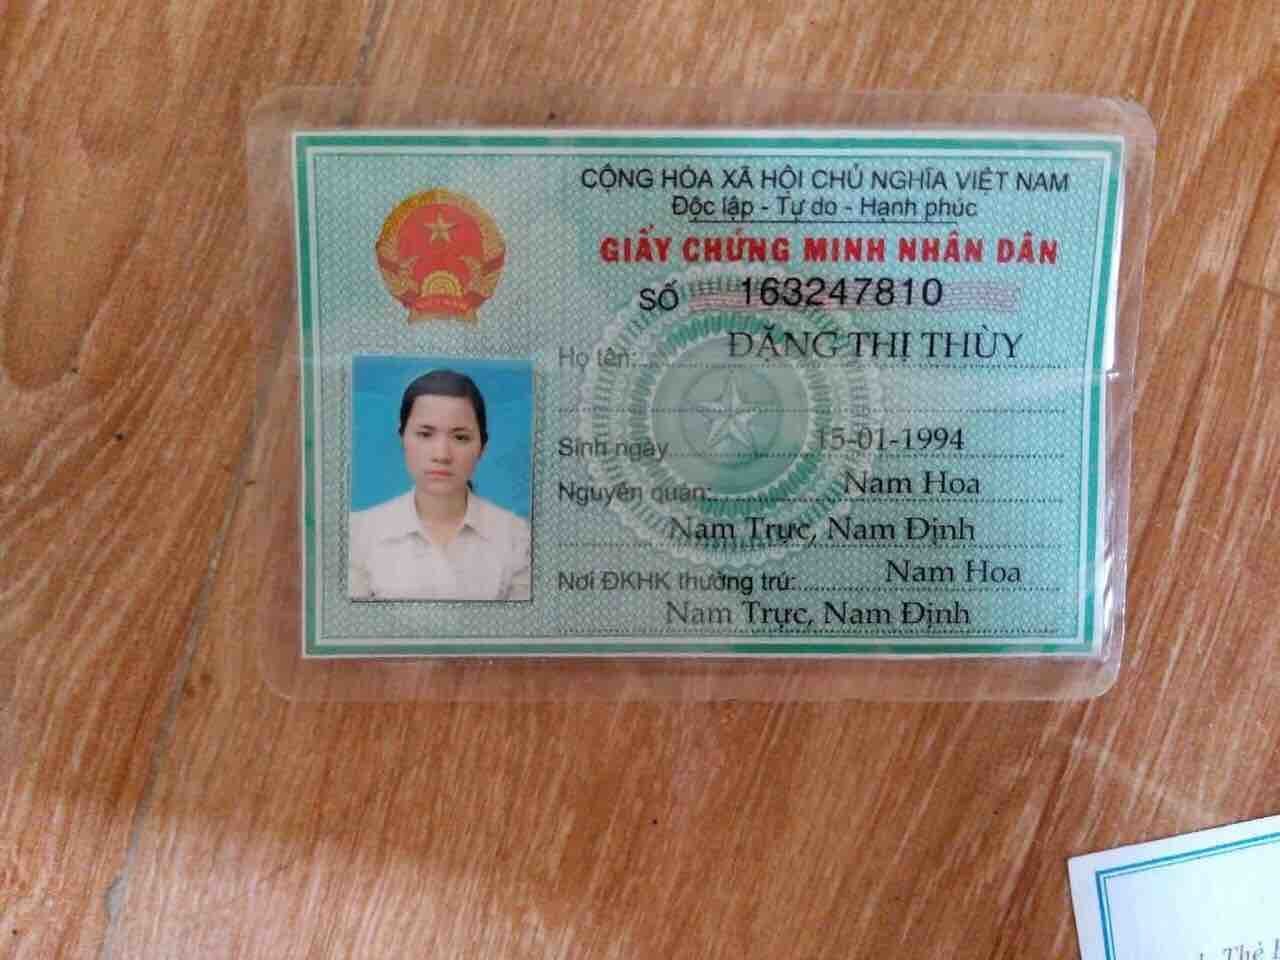 CỘNG HÒA XÃ HỘI CHỦ NGHĨA VIỆT NAM
Độc lập - Tự do - Hạnh phúc
GIẤY CHỨNG MINH NHÂN DÂN
SỐ 163247810
Họ tên: ĐẶNG THỊ THÙY
Sinh ngày 15-01-1994
Nguyên quán: Nam Hoa
Nam Trực, Nam Định
Nơi ĐKHK thường trú: Nam Hoa
Nam Trực, Nam Định
Thẻ